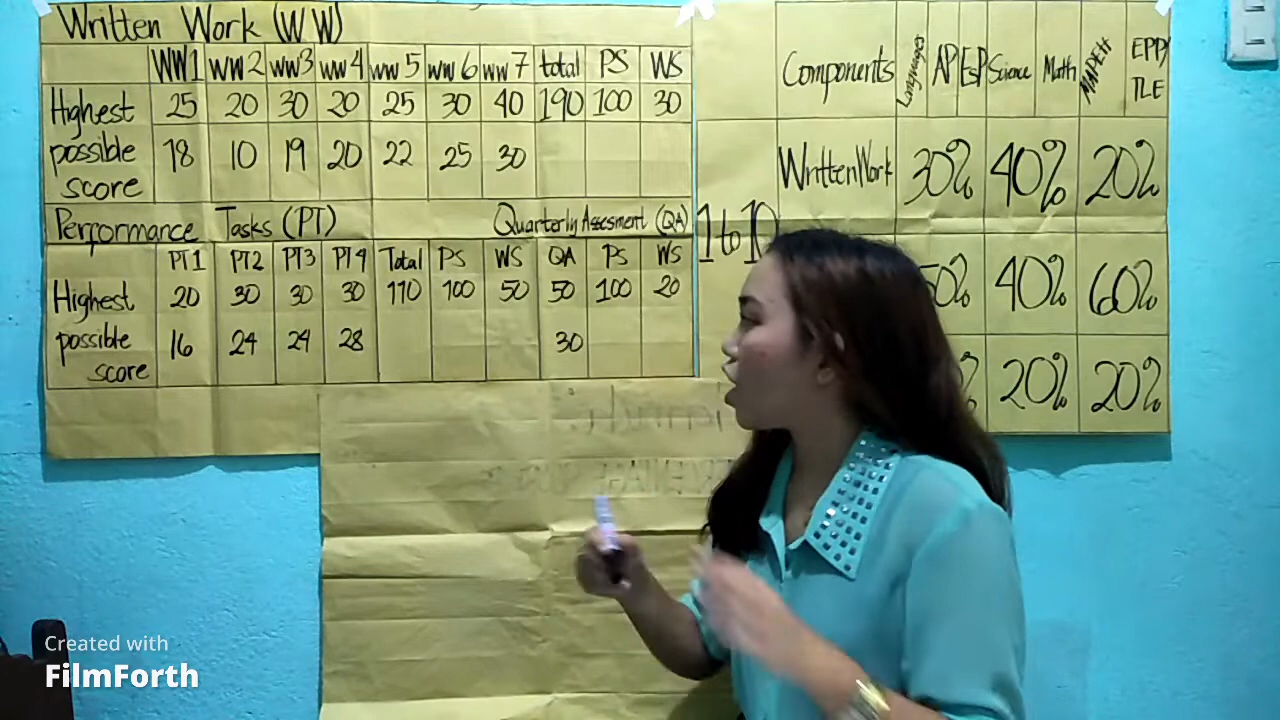 Written Work (WW)
WW1 WW2 WW3 WW4 WW5 WW6 WW7 total PS WS
Highest 25 20 30 20 25 30 40 190 100 30
possible 18 10 19 20 22 25 30
score
Performance Tasks (PT) Quarterly Assesment (QA)
PT1 PT2 PT3 PT4 Total PS WS QA PS WS
Highest 20 30 30 30 110 100 50 50 100 20
possible 16 24 24 28 30
score
Components Languages AP EsP Science Math MAPEH EPP/
TLE
Written Work 30% 40% 20%
1 to 10
50% 40% 60%
% 20% 20%
Created with
FilmForth